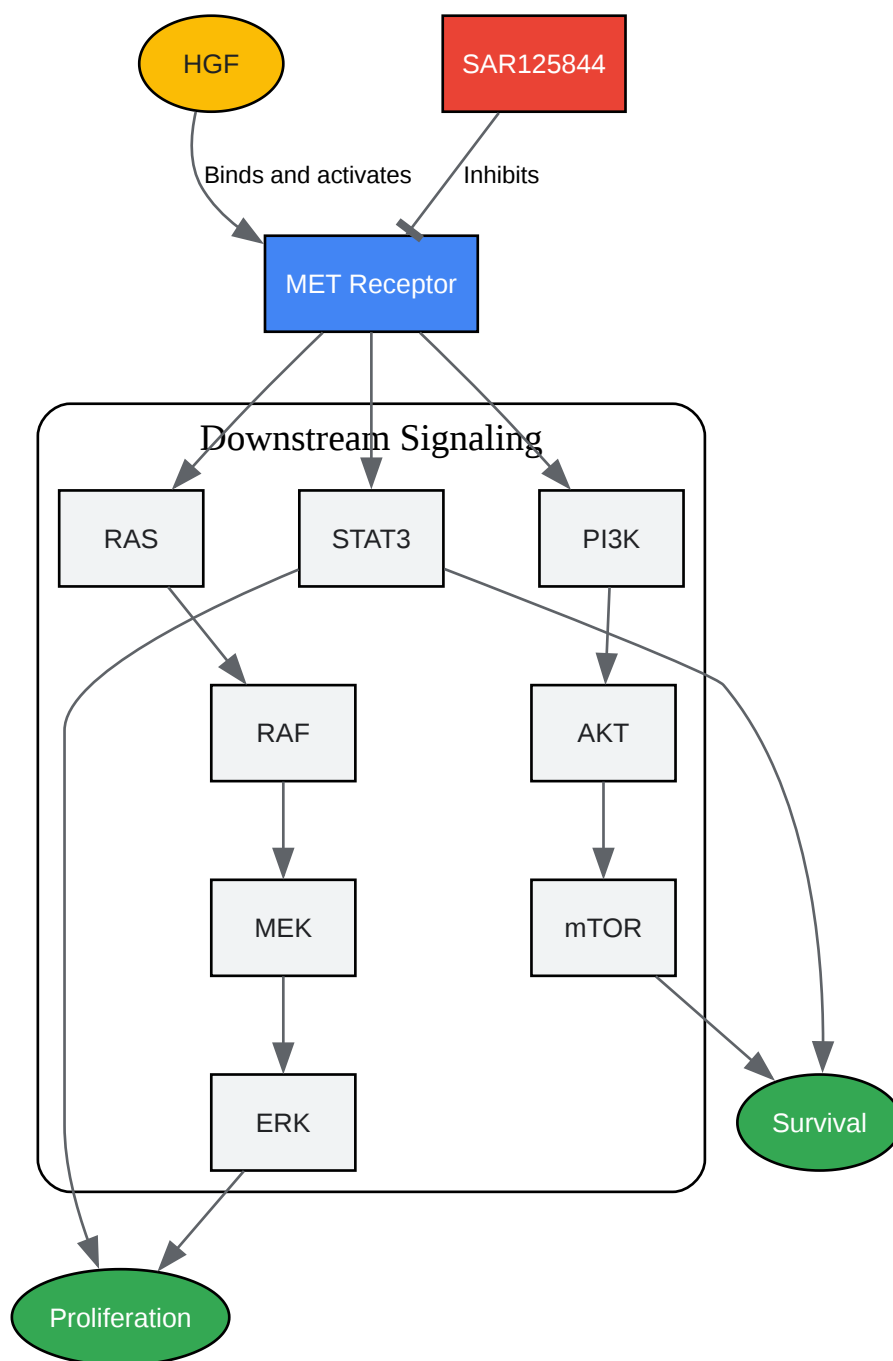 HGF
SAR125844
Binds and activates
Inhibits
MET Receptor
Downstream Signaling
RAS
STAT3
PI3K
RAF
AKT
MEK
mTOR
ERK
Survival
Proliferation